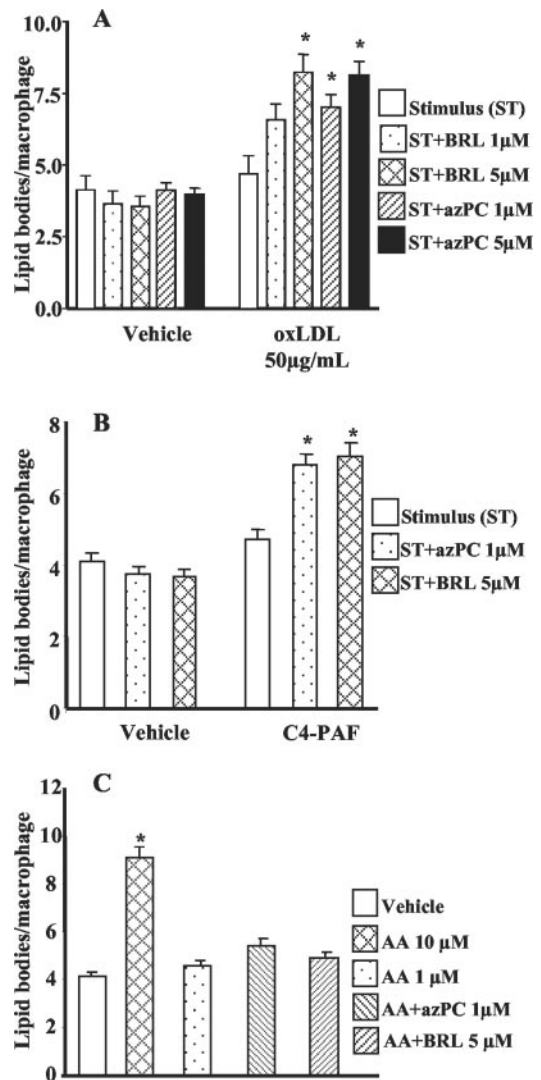 A
Lipid bodies/macrophage
10.0
7.5
5.0
2.5
0.0
* * *
Stimulus (ST)
ST+BRL 1µM
ST+BRL 5µM
ST+azPC 1µM
ST+azPC 5µM
Vehicle
oxLDL
50µg/mL
B
Lipid bodies/macrophage
8
6
4
2
0
* *
Stimulus (ST)
ST+azPC 1µM
ST+BRL 5µM
Vehicle
C4-PAF
C
Lipid bodies/macrophage
12
10
8
6
4
2
0
*
Vehicle
AA 10 µM
AA 1 µM
AA+azPC 1µM
AA+BRL 5 µM